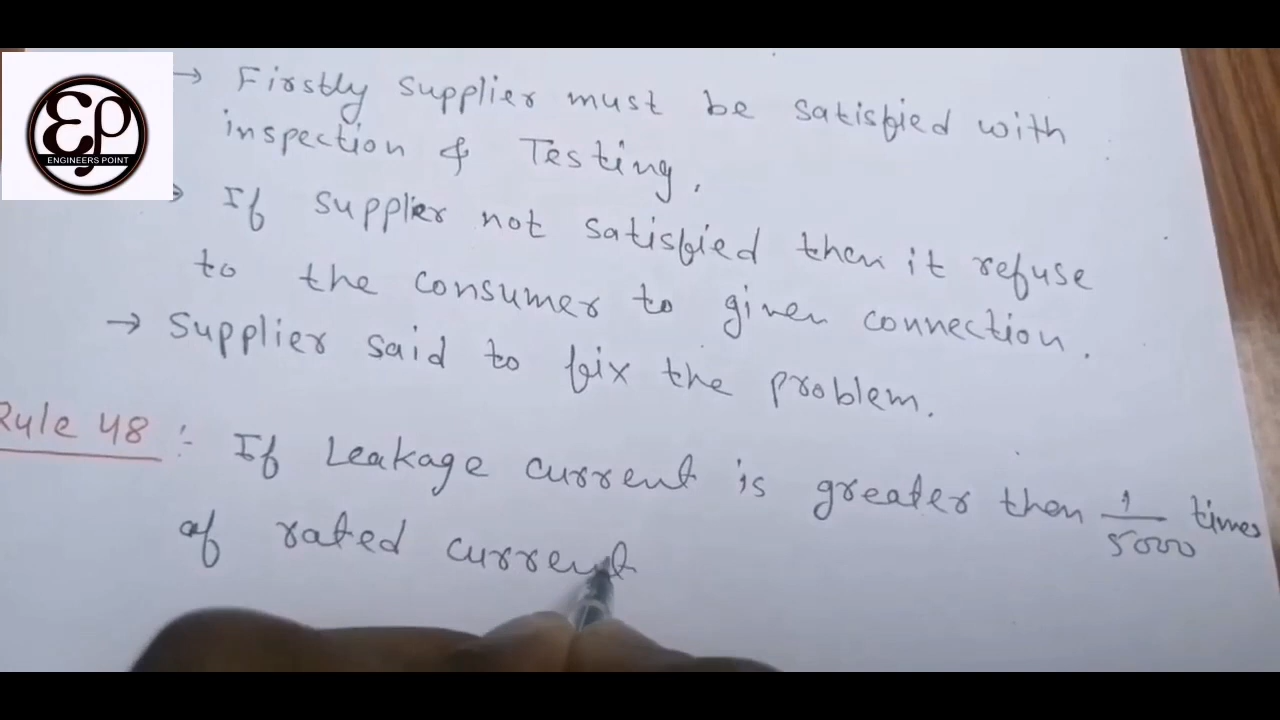 EP
ENGINEERS POINT
→ Firstly supplier must be satisfied with
inspection & Testing.
If supplier not satisfied then it refuse
to the consumer to given connection.
→ Supplier said to fix the problem.
Rule 48 :- If Leakage current is greater then 1/5000 times
of rated current